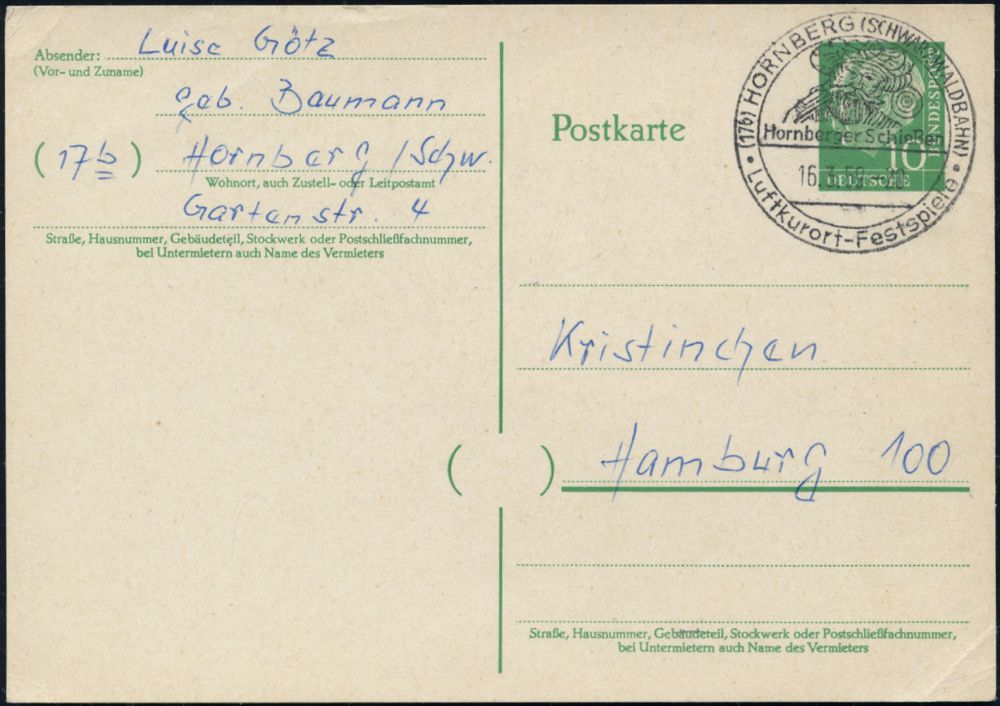 Absender: Luise Götz
(Vor- und Zuname)
geb. Baumann
(17b) Hornberg /Schw.
Wohnort, auch Zustell- oder Leitpostamt
Gartenstr. 4
Straße, Hausnummer, Gebäudeteil, Stockwerk oder Postschließfachnummer,
bei Untermietern auch Name des Vermieters
Postkarte
(17b) HORNBERG (SCHWARZWALDBAHN)
Hornberger Schießen
16.3.
Luftkurort-Festspiele
10
DEUTSCHE
BUNDESPOST
Kristinchen
( ) Hamburg 100
Straße, Hausnummer, Gebäudeteil, Stockwerk oder Postschließfachnummer,
bei Untermietern auch Name des Vermieters